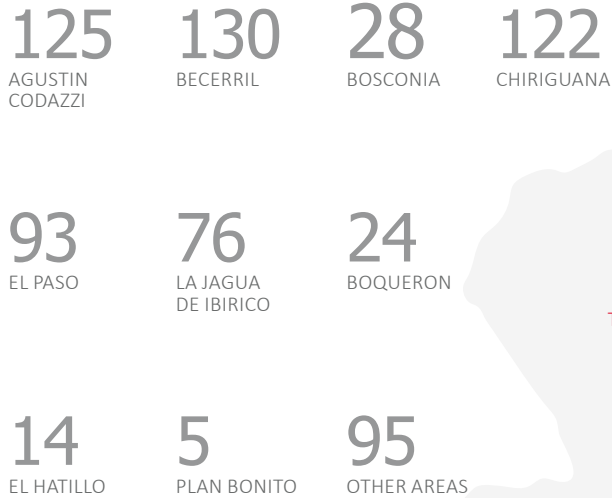 125
AGUSTIN
CODAZZI
130
BECERRIL
28
BOSCONIA
122
CHIRIGUANA
93
EL PASO
76
LA JAGUA
DE IBIRICO
24
BOQUERON
14
EL HATILLO
5
PLAN BONITO
95
OTHER AREAS